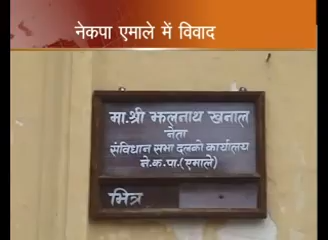 नेकपा एमाले में विवाद
मा.श्री झलनाथ खनाल
नेता
संविधान सभा दलको कार्यालय
ने.क.पा.(एमाले)
भित्र